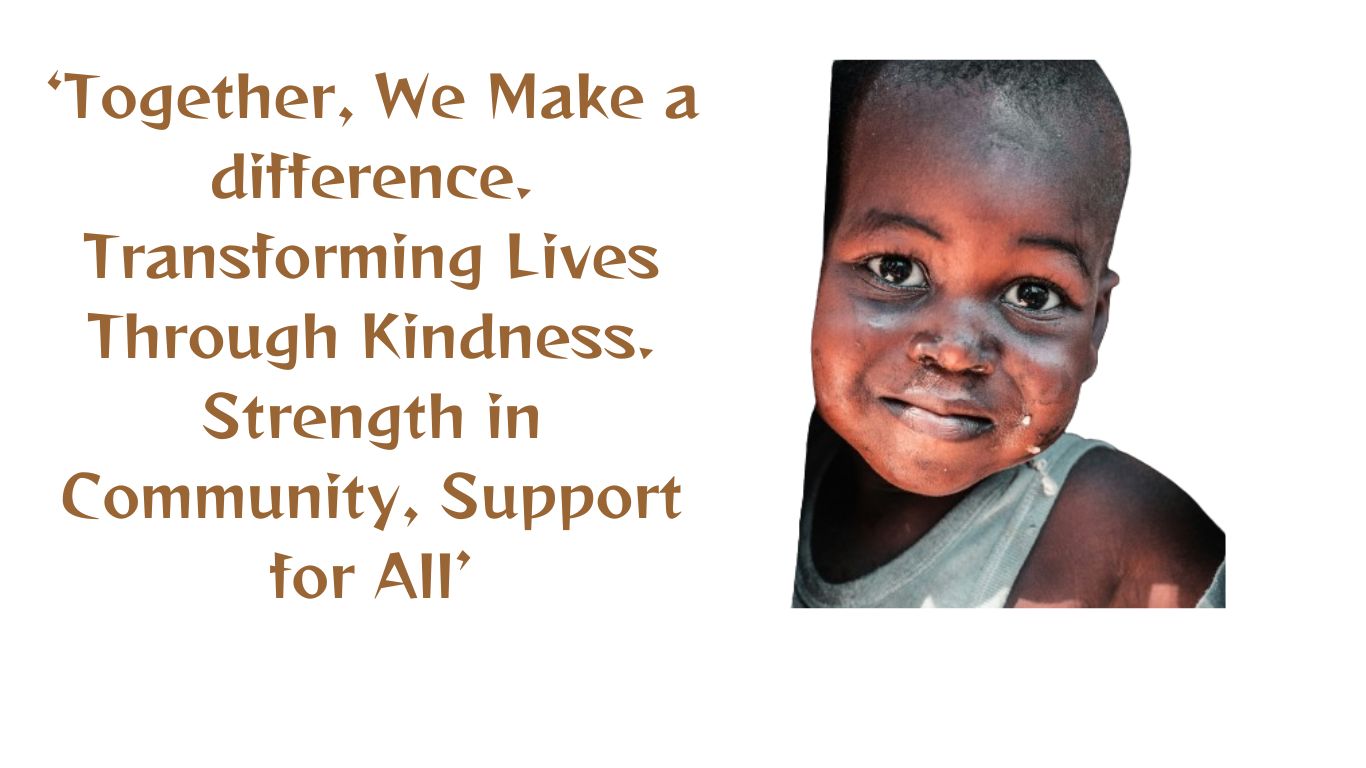 ‘Together, We Make a
difference.
Transforming Lives
Through Kindness.
Strength in
Community, Support
for All’